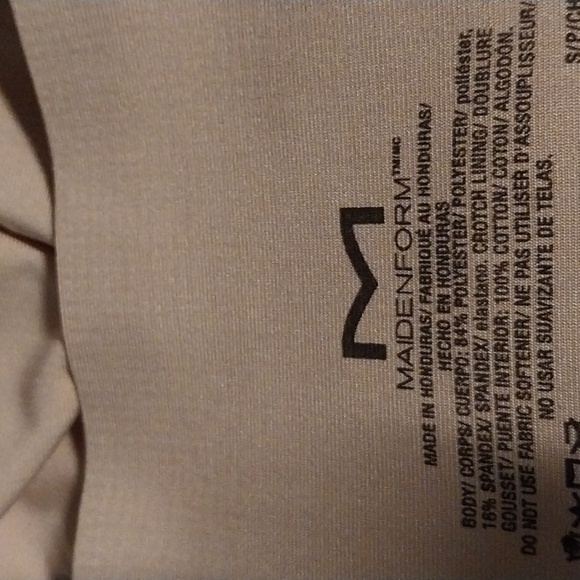 S/P/CH
M
MAIDENFORM™/MC
MADE IN HONDURAS/ FABRIQUÉ AU HONDURAS/
HECHO EN HONDURAS
BODY/ CORPS/ CUERPO: 84% POLYESTER/ POLYESTER/ poliéster,
16% SPANDEX/ SPANDEX/ elastano. CROTCH LINING/ DOUBLURE
GOUSSET/ PUENTE INTERIOR: 100% COTTON/ COTON/ ALGODÓN.
DO NOT USE FABRIC SOFTENER/ NE PAS UTILISER D'ASSOUPLISSEUR/
NO USAR SUAVIZANTE DE TELAS.